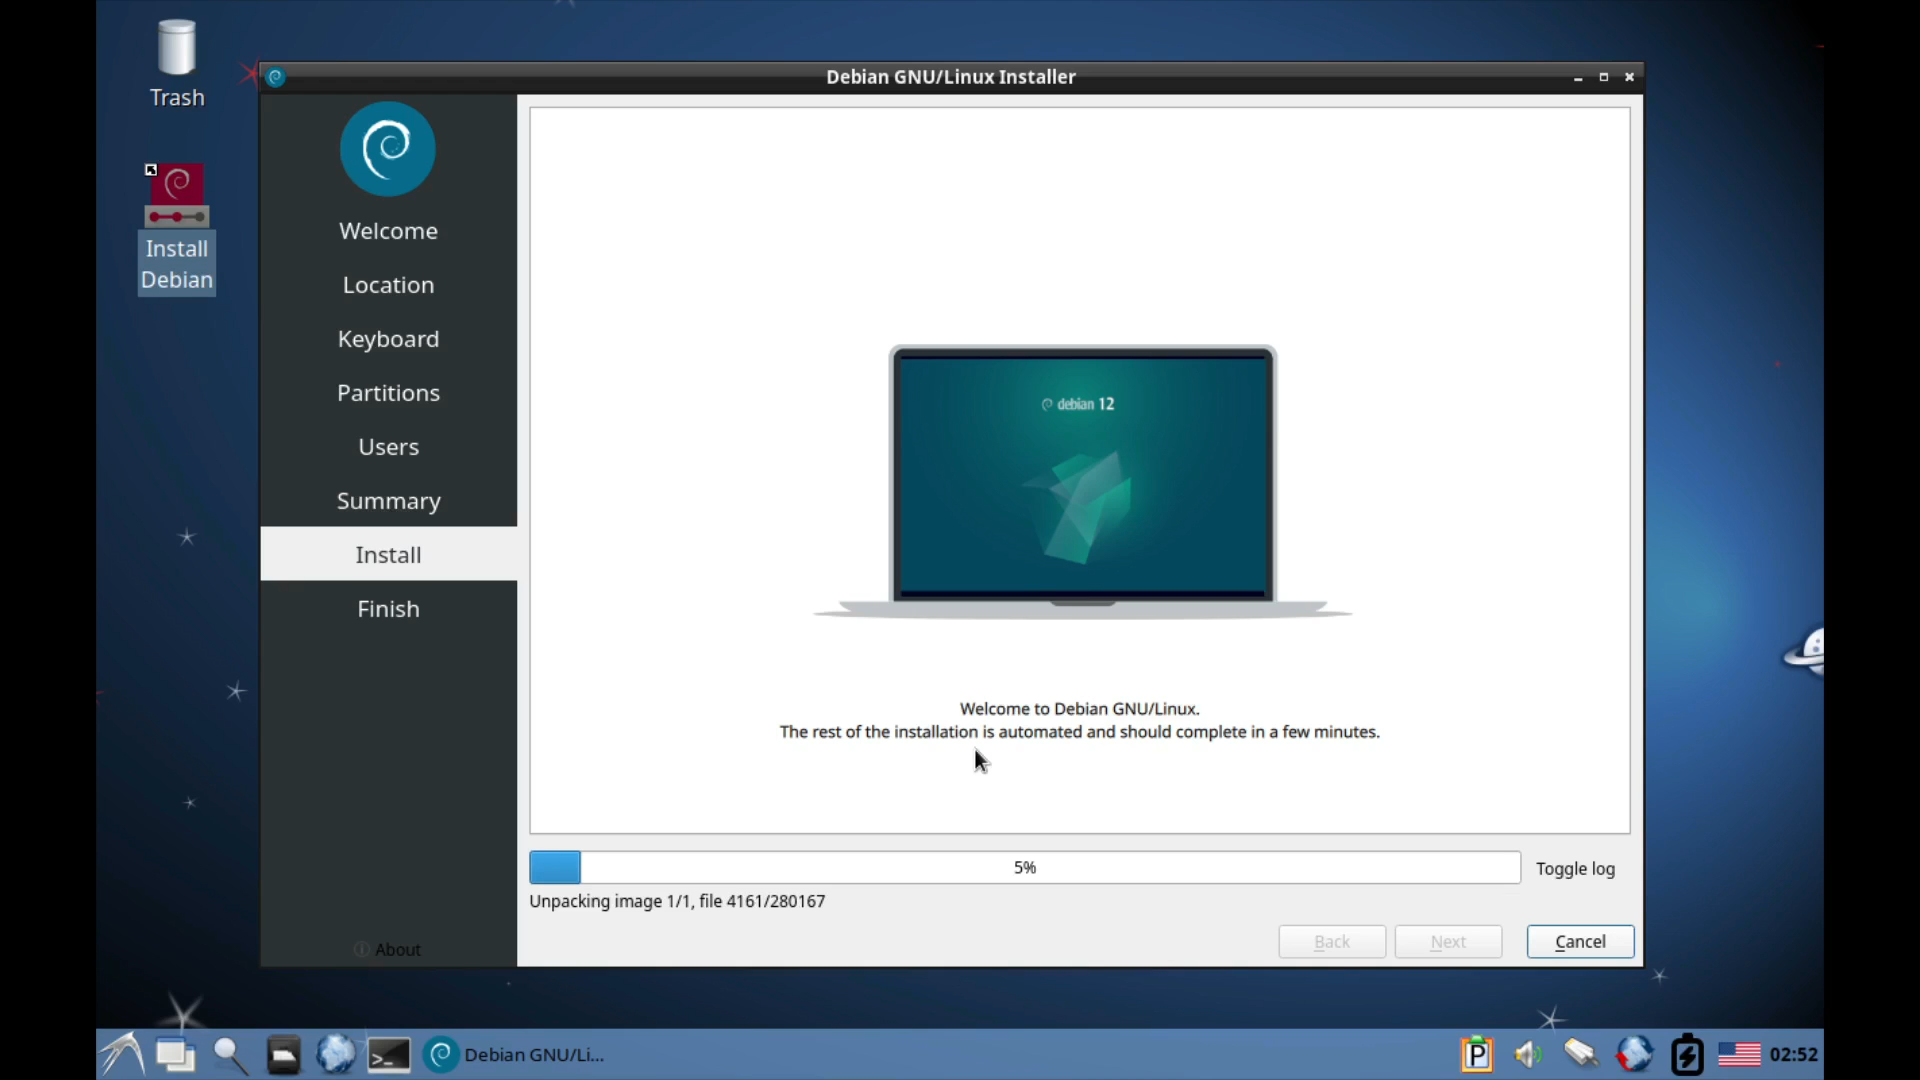 Trash
Install
Debian
Debian GNU/Linux Installer
Welcome
Location
Keyboard
Partitions
Users
Summary
Install
Finish
About
debian 12
Welcome to Debian GNU/Linux.
The rest of the installation is automated and should complete in a few minutes.
5%
Toggle log
Unpacking image 1/1, file 4161/280167
Back
Next
Cancel
>_
Debian GNU/Li...
P
02:52